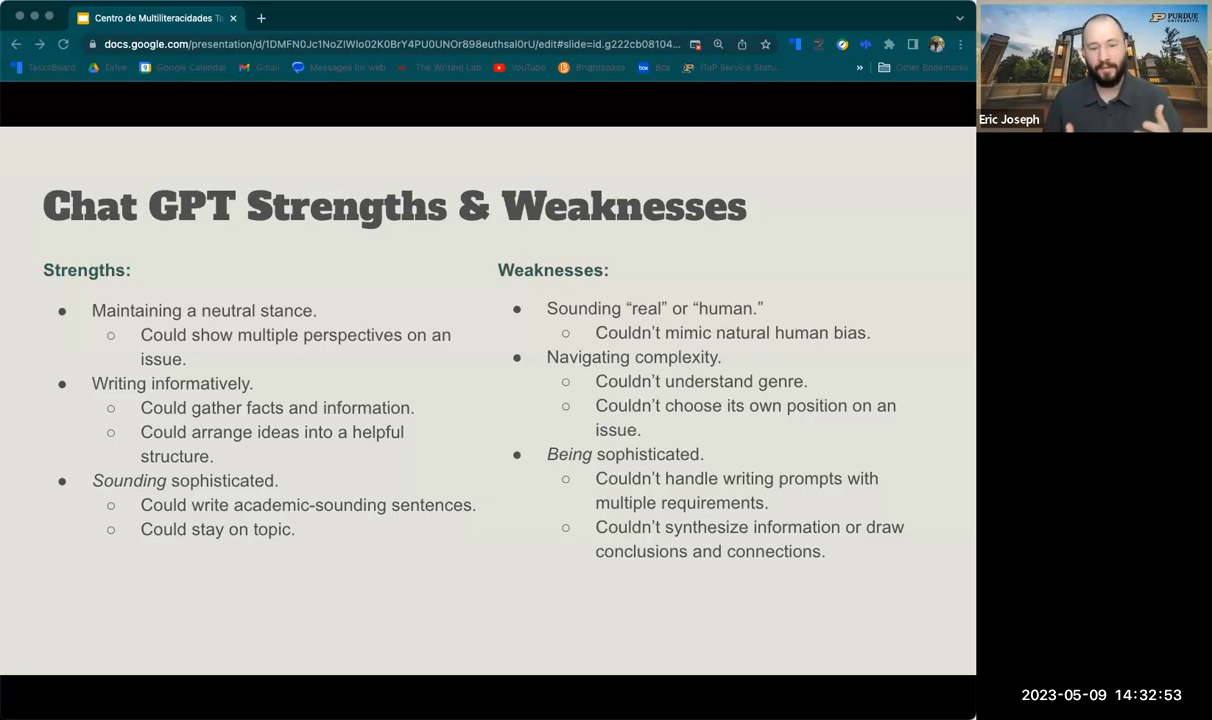 Centro de Multiliteracidades Ta
docs.google.com/presentation/d/1DMFN0Jc1NoZIWlo02K0BrY4PU0UNOr898euthsal0rU/edit#slide=id.g222cb08104...
TasksBoard
Drive
Google Calendar
Gmail
Messages for web
The Writing Lab
YouTube
Brightspace
Box
ITaP Service Statu...
»
Other Bookmarks
PURDUE
UNIVERSITY
Eric Joseph
Chat GPT Strengths & Weaknesses
Strengths:
● Maintaining a neutral stance.
○ Could show multiple perspectives on an
issue.
● Writing informatively.
○ Could gather facts and information.
○ Could arrange ideas into a helpful
structure.
● Sounding sophisticated.
○ Could write academic-sounding sentences.
○ Could stay on topic.
Weaknesses:
● Sounding “real” or “human.”
○ Couldn’t mimic natural human bias.
● Navigating complexity.
○ Couldn’t understand genre.
○ Couldn’t choose its own position on an
issue.
● Being sophisticated.
○ Couldn’t handle writing prompts with
multiple requirements.
○ Couldn’t synthesize information or draw
conclusions and connections.
2023-05-09 14:32:53